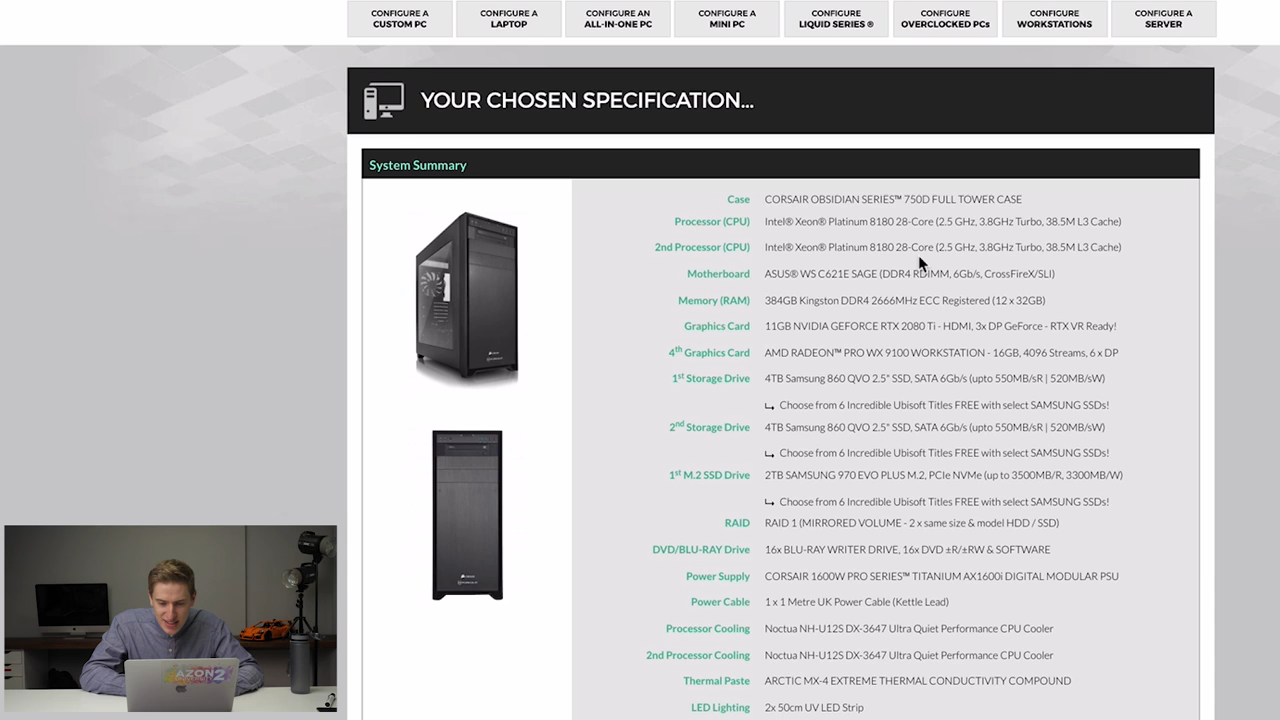 CONFIGURE A
CUSTOM PC
CONFIGURE A
LAPTOP
CONFIGURE AN
ALL-IN-ONE PC
CONFIGURE A
MINI PC
CONFIGURE
LIQUID SERIES ®
CONFIGURE
OVERCLOCKED PCs
CONFIGURE
WORKSTATIONS
CONFIGURE A
SERVER
YOUR CHOSEN SPECIFICATION...
System Summary
Case CORSAIR OBSIDIAN SERIES™ 750D FULL TOWER CASE
Processor (CPU) Intel® Xeon® Platinum 8180 28-Core (2.5 GHz, 3.8GHz Turbo, 38.5M L3 Cache)
2nd Processor (CPU) Intel® Xeon® Platinum 8180 28-Core (2.5 GHz, 3.8GHz Turbo, 38.5M L3 Cache)
Motherboard ASUS® WS C621E SAGE (DDR4 RDIMM, 6Gb/s, CrossFireX/SLI)
Memory (RAM) 384GB Kingston DDR4 2666MHz ECC Registered (12 x 32GB)
Graphics Card 11GB NVIDIA GEFORCE RTX 2080 Ti - HDMI, 3x DP GeForce - RTX VR Ready!
4th Graphics Card AMD RADEON™ PRO WX 9100 WORKSTATION - 16GB, 4096 Streams, 6 x DP
1st Storage Drive 4TB Samsung 860 QVO 2.5" SSD, SATA 6Gb/s (upto 550MB/sR | 520MB/sW)
Choose from 6 Incredible Ubisoft Titles FREE with select SAMSUNG SSDs!
2nd Storage Drive 4TB Samsung 860 QVO 2.5" SSD, SATA 6Gb/s (upto 550MB/sR | 520MB/sW)
Choose from 6 Incredible Ubisoft Titles FREE with select SAMSUNG SSDs!
1st M.2 SSD Drive 2TB SAMSUNG 970 EVO PLUS M.2, PCIe NVMe (up to 3500MB/R, 3300MB/W)
Choose from 6 Incredible Ubisoft Titles FREE with select SAMSUNG SSDs!
RAID RAID 1 (MIRRORED VOLUME - 2 x same size & model HDD / SSD)
DVD/BLU-RAY Drive 16x BLU-RAY WRITER DRIVE, 16x DVD ±R/±RW & SOFTWARE
Power Supply CORSAIR 1600W PRO SERIES™ TITANIUM AX1600i DIGITAL MODULAR PSU
Power Cable 1 x 1 Metre UK Power Cable (Kettle Lead)
Processor Cooling Noctua NH-U12S DX-3647 Ultra Quiet Performance CPU Cooler
2nd Processor Cooling Noctua NH-U12S DX-3647 Ultra Quiet Performance CPU Cooler
Thermal Paste ARCTIC MX-4 EXTREME THERMAL CONDUCTIVITY COMPOUND
LED Lighting 2x 50cm UV LED Strip